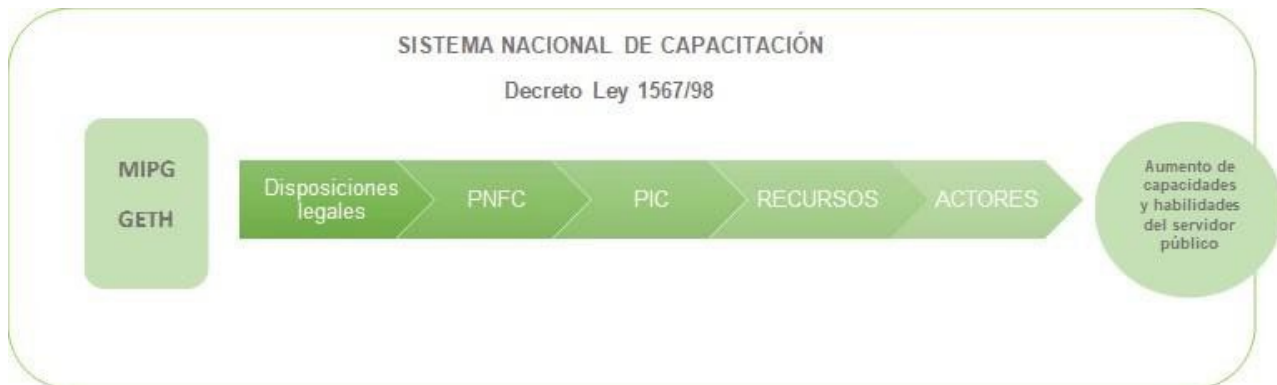 SISTEMA NACIONAL DE CAPACITACIÓN
Decreto Ley 1567/98
MIPG
GETH
Disposiciones
legales
PNFC
PIC
RECURSOS
ACTORES
Aumento de
capacidades
y habilidades
del servidor
público